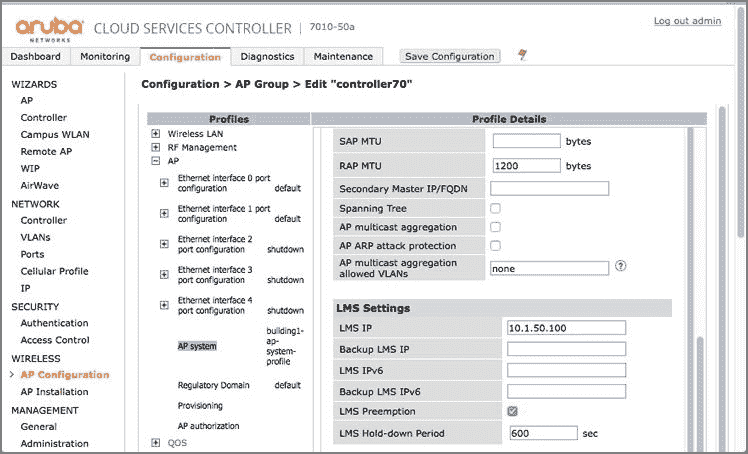 aruba
NETWORKS
CLOUD SERVICES CONTROLLER | 7010-50a
Log out admin
Dashboard Monitoring Configuration Diagnostics Maintenance Save Configuration
WIZARDS
AP
Controller
Campus WLAN
Remote AP
WIP
AirWave
NETWORK
Controller
VLANs
Ports
Cellular Profile
IP
SECURITY
Authentication
Access Control
WIRELESS
> AP Configuration
AP Installation
MANAGEMENT
General
Administration
Configuration > AP Group > Edit "controller70"
Profiles
Wireless LAN
RF Management
AP
Ethernet interface 0 port
configuration default
Ethernet interface 1 port
configuration default
Ethernet interface 2
port configuration shutdown
Ethernet interface 3
port configuration shutdown
Ethernet interface 4
port configuration shutdown
AP system
building1-
ap-
system-
profile
Regulatory Domain default
Provisioning
AP authorization
QOS
Profile Details
SAP MTU bytes
RAP MTU 1200 bytes
Secondary Master IP/FQDN
Spanning Tree
AP multicast aggregation
AP ARP attack protection
AP multicast aggregation
allowed VLANs none ?
LMS Settings
LMS IP 10.1.50.100
Backup LMS IP
LMS IPv6
Backup LMS IPv6
LMS Preemption
LMS Hold-down Period 600 sec